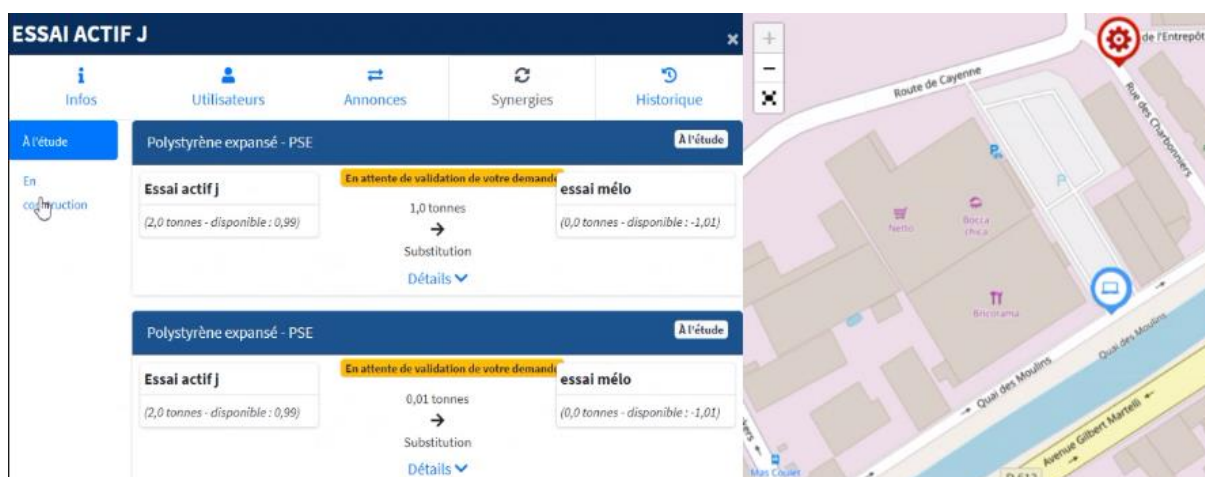 ESSAI ACTIF J
×
Infos
Utilisateurs
Annonces
Synergies
Historique
À l'étude
En
construction
Polystyrène expansé - PSE
À l'étude
Essai actif j
(2,0 tonnes - disponible : 0,99)
En attente de validation de votre demande
1,0 tonnes
→
Substitution
Détails
essai mélo
(0,0 tonnes - disponible : -1,01)
Polystyrène expansé - PSE
À l'étude
Essai actif j
(2,0 tonnes - disponible : 0,99)
En attente de validation de votre demande
0,01 tonnes
→
Substitution
Détails
essai mélo
(0,0 tonnes - disponible : -1,01)
+
−
de l'Entrepôt
Route de Cayenne
Rue des Charbonniers
P
P
Netto
Bocca
chica
Bricorama
Quai des Moulins
Quai des Moulins
Avenue Gilbert Martelli
Mas Coulet
D 612